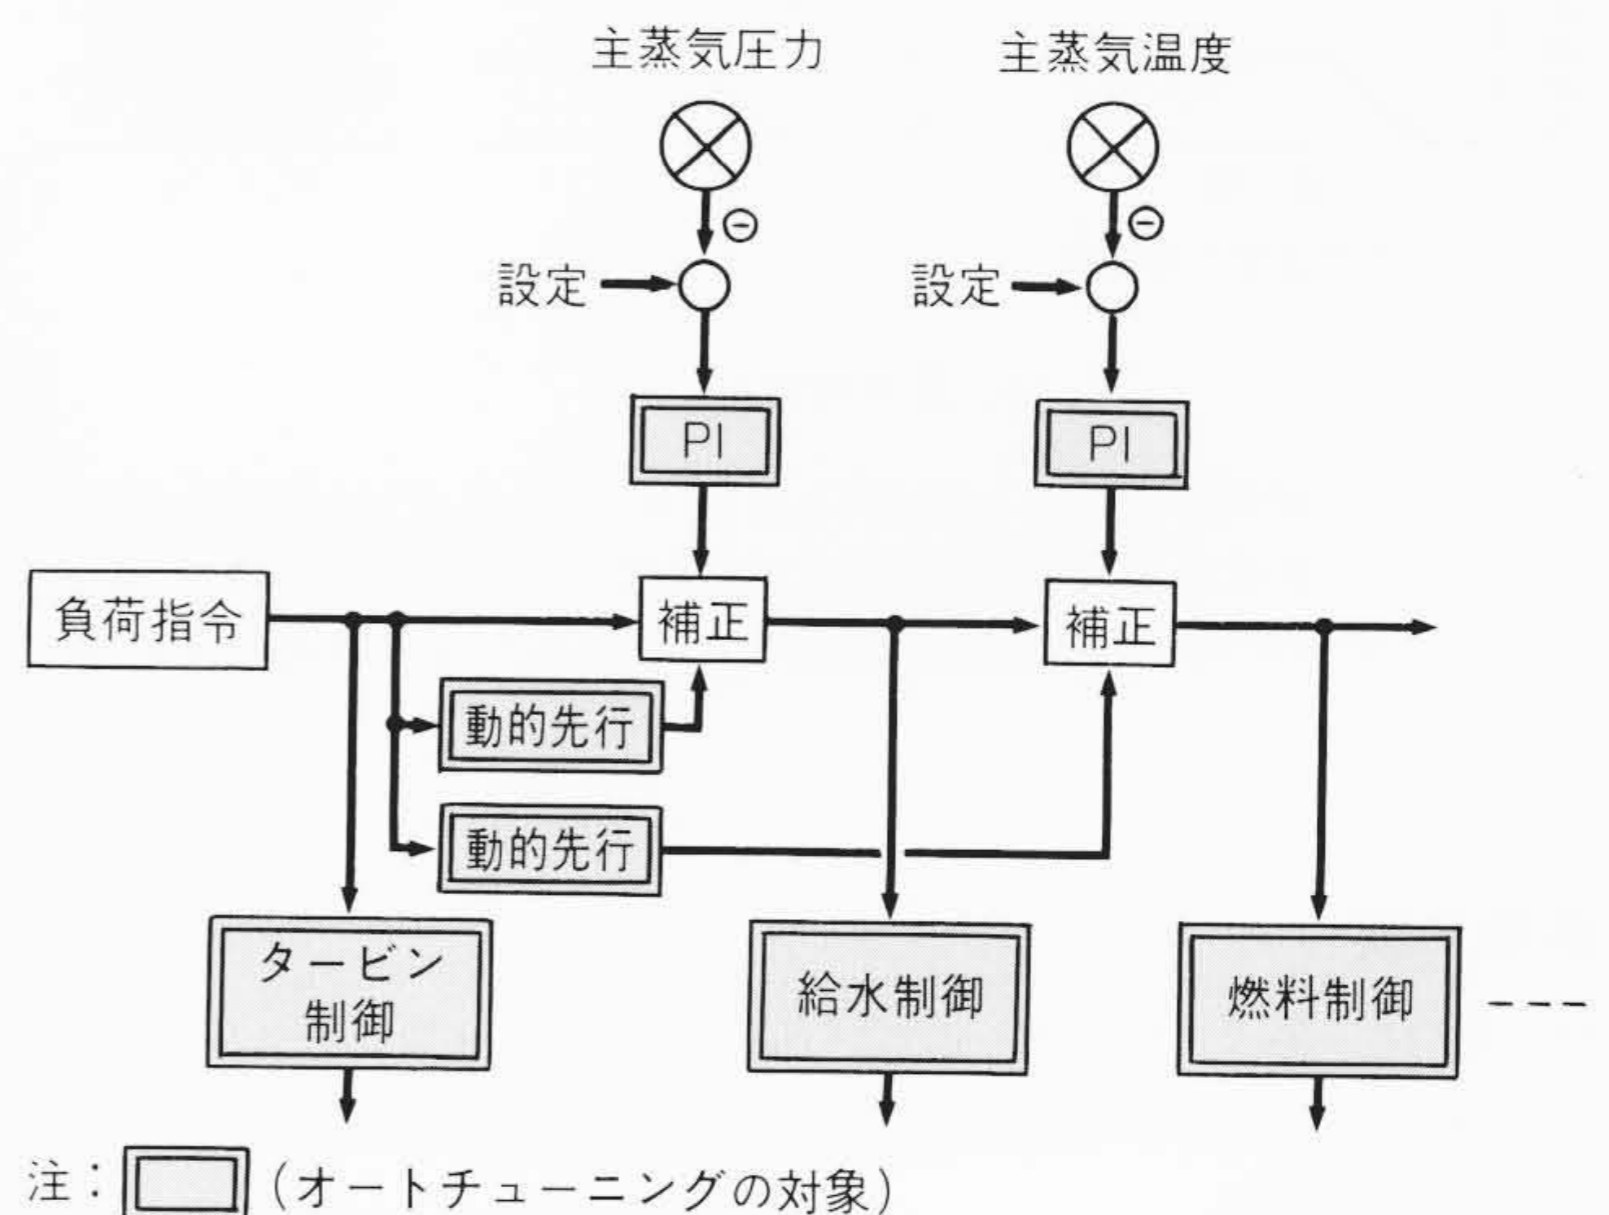 主蒸気圧力
主蒸気温度
⊖
⊖
設定
設定
PI
PI
負荷指令
補正
補正
動的先行
動的先行
タービン
制御
給水制御
燃料制御
注：
(オートチューニングの対象)